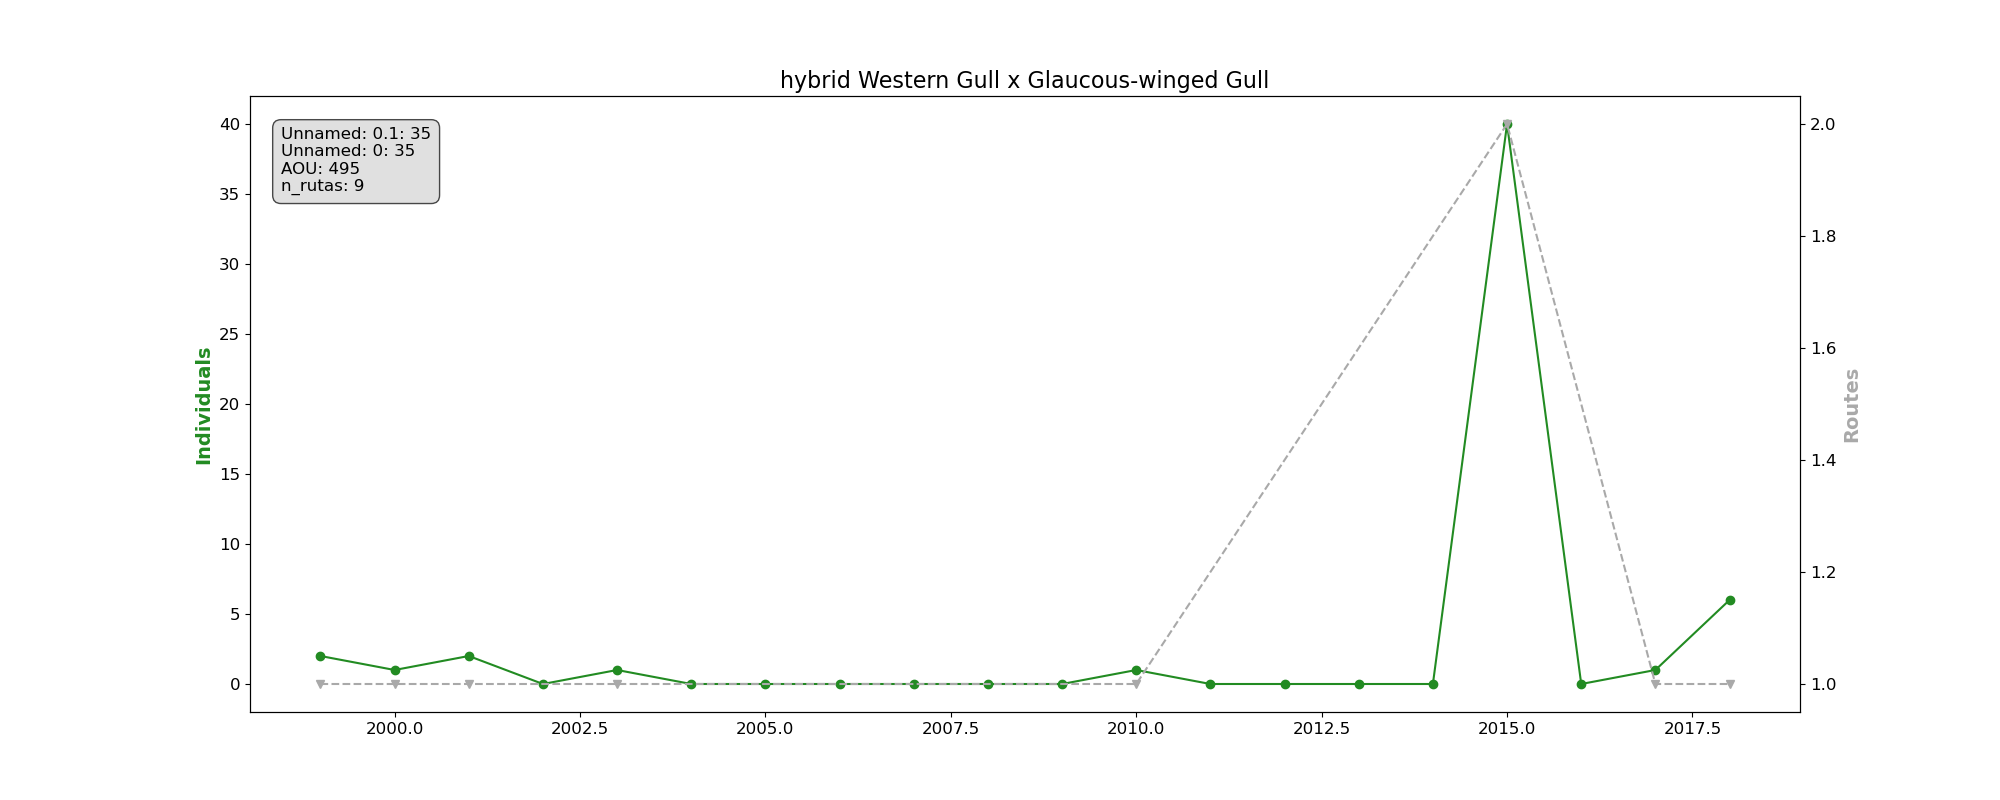 hybrid Western Gull x Glaucous-winged Gull
Unnamed: 0.1: 35
Unnamed: 0: 35
AOU: 495
n_rutas: 9
Individuals
40
35
30
25
20
15
10
5
0
2.0
1.8
1.6
1.4
1.2
1.0
Routes
2000.0 2002.5 2005.0 2007.5 2010.0 2012.5 2015.0 2017.5